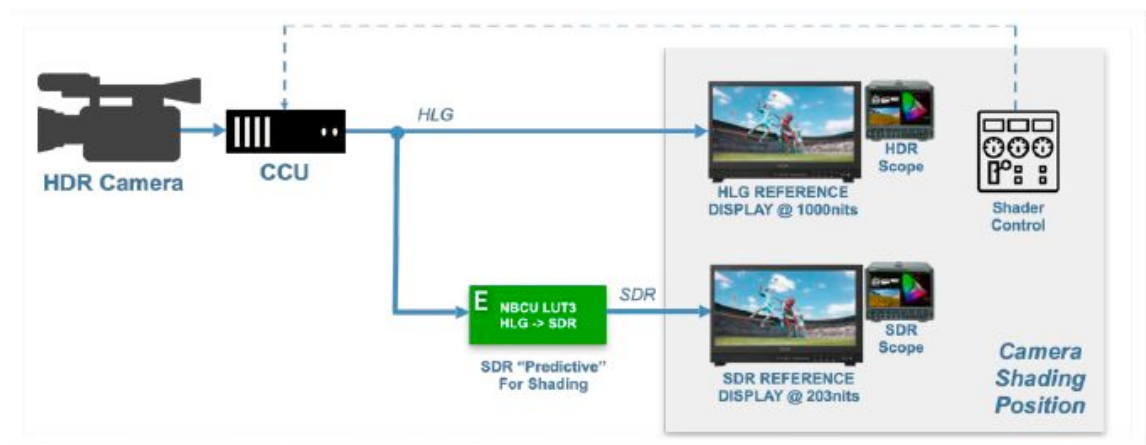 HLG
HDR Camera
CCU
HDR
Scope
HLG REFERENCE
DISPLAY @ 1000nits
Shader
Control
E
NBCU LUT3
HLG -> SDR
SDR
SDR "Predictive"
For Shading
SDR
Scope
SDR REFERENCE
DISPLAY @ 203nits
Camera
Shading
Position